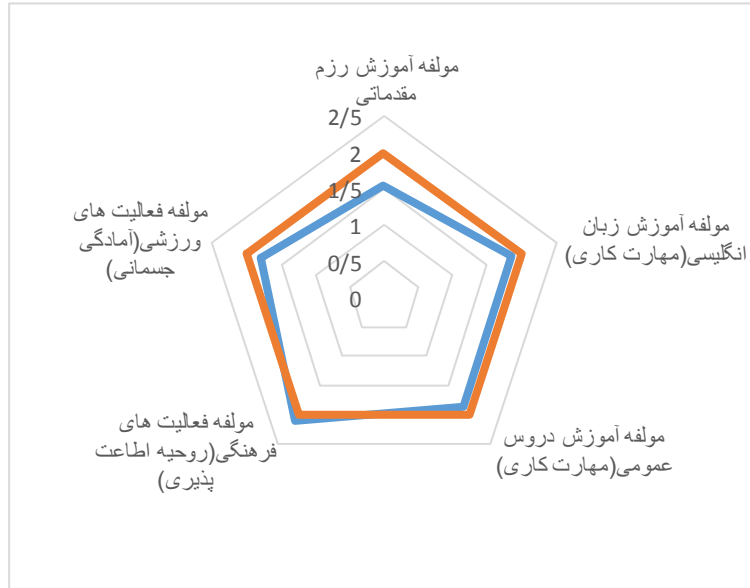 مولفه آموزش رزم
مقدماتی
2/5
2
1/5
1
0/5
0
مولفه آموزش زبان
انگلیسی(مهارت کاری)
مولفه آموزش دروس
عمومی(مهارت کاری)
مولفه فعالیت های
فرهنگی(روحیه اطاعت
پذیری)
مولفه فعالیت های
ورزشی(آمادگی
جسمانی)